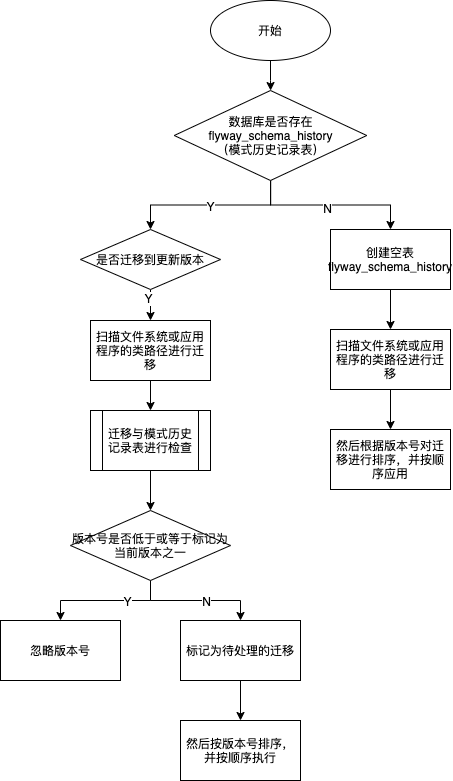 开始
数据库是否存在
flyway_schema_history
（模式历史记录表）
Y
N
是否迁移到更新版本
创建空表
flyway_schema_history
Y
扫描文件系统或应用
程序的类路径进行迁
移
扫描文件系统或应用
程序的类路径进行迁
移
迁移与模式历史
记录表进行检查
然后根据版本号对迁
移进行排序，并按顺
序应用
版本号是否低于或等于标记为
当前版本之一
Y
N
忽略版本号
标记为待处理的迁移
然后按版本号排序，
并按顺序执行